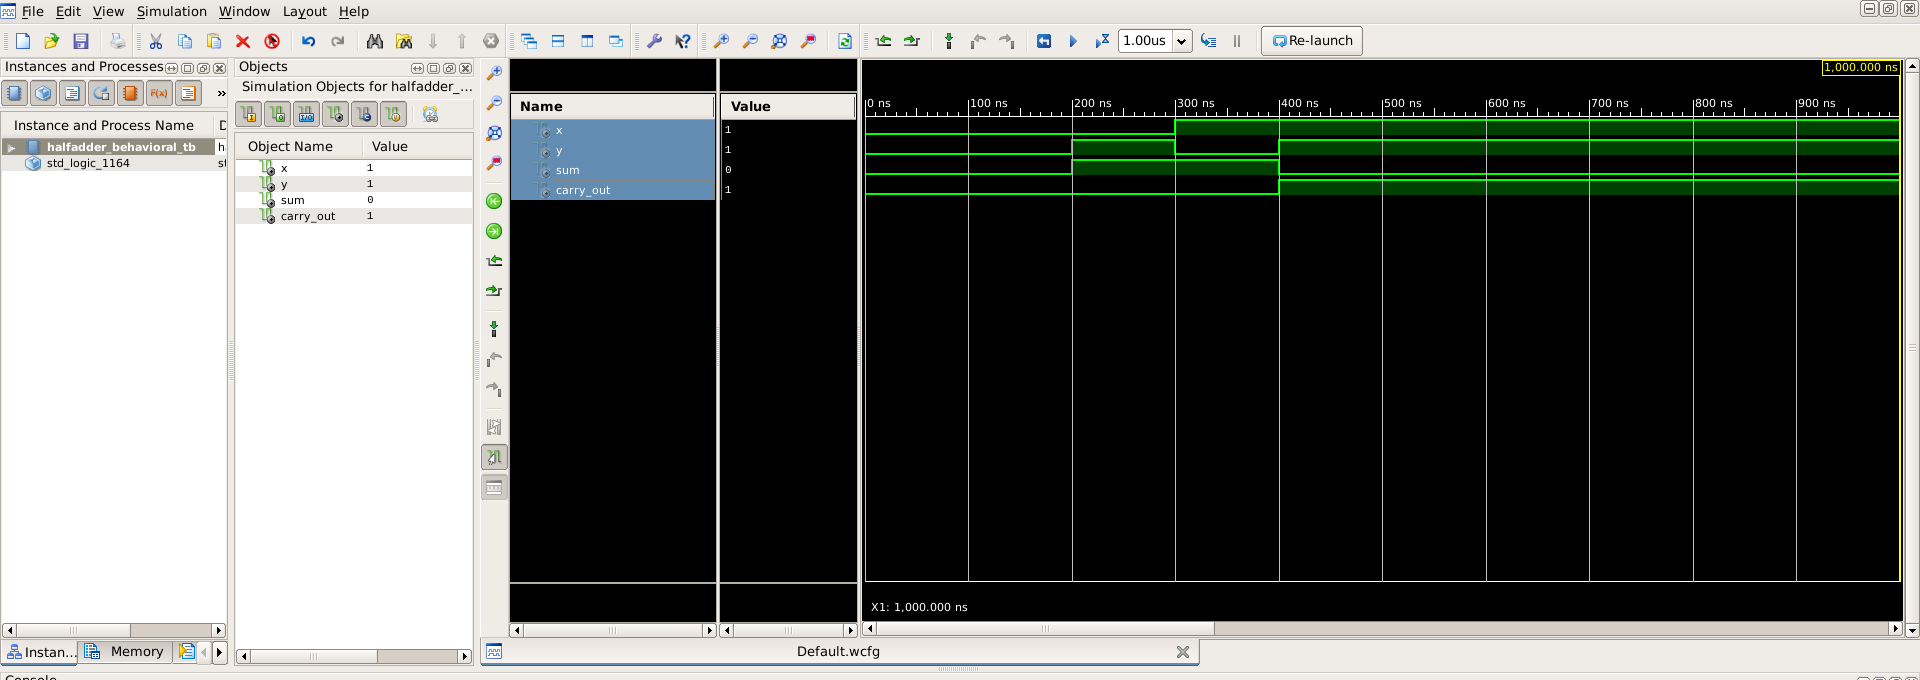 File Edit View Simulation Window Layout Help
1.00us Re-launch
Instances and Processes
Instance and Process Name D
halfadder_behavioral_tb h
std_logic_1164 st
Instan... Memory
Objects
Simulation Objects for halfadder_...
Object Name Value
x 1
y 1
sum 0
carry_out 1
Name Value
x 1
y 1
sum 0
carry_out 1
1,000.000 ns
0 ns 100 ns 200 ns 300 ns 400 ns 500 ns 600 ns 700 ns 800 ns 900 ns
X1: 1,000.000 ns
Default.wcfg
Console